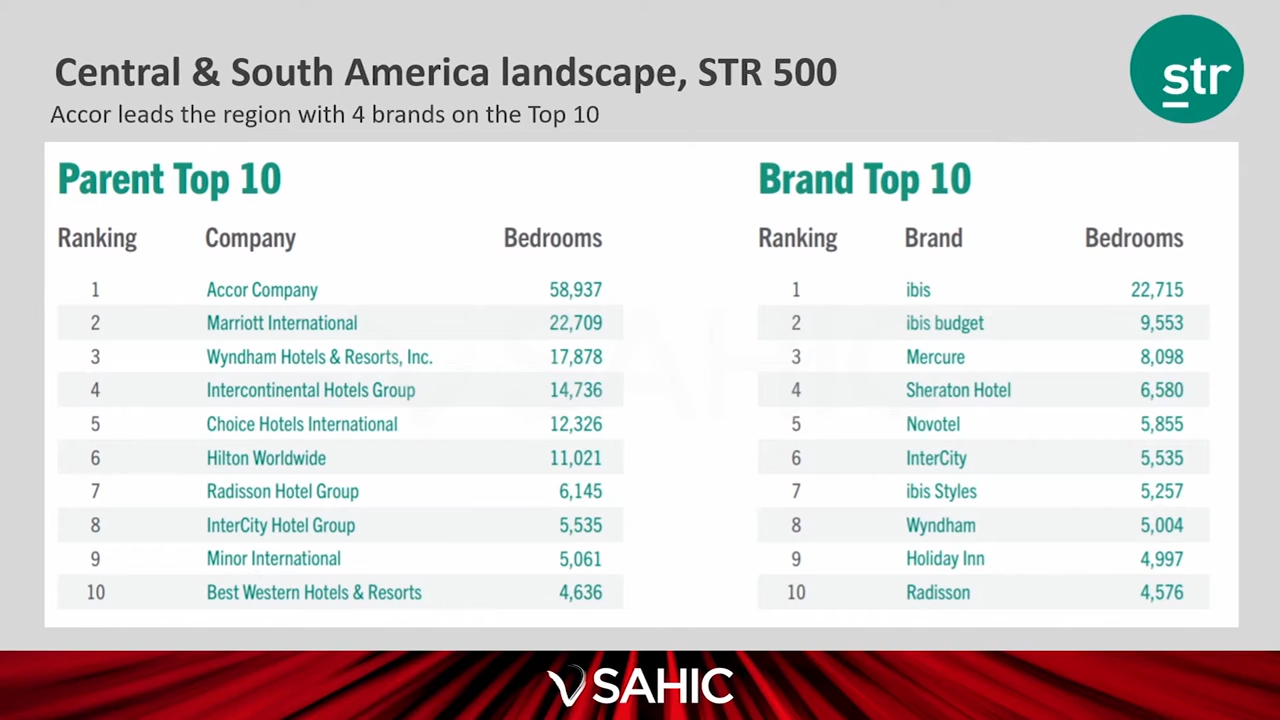 Central & South America landscape, STR 500
Accor leads the region with 4 brands on the Top 10
str
Parent Top 10
Ranking Company Bedrooms
1 Accor Company 58,937
2 Marriott International 22,709
3 Wyndham Hotels & Resorts, Inc. 17,878
4 Intercontinental Hotels Group 14,736
5 Choice Hotels International 12,326
6 Hilton Worldwide 11,021
7 Radisson Hotel Group 6,145
8 InterCity Hotel Group 5,535
9 Minor International 5,061
10 Best Western Hotels & Resorts 4,636
Brand Top 10
Ranking Brand Bedrooms
1 ibis 22,715
2 ibis budget 9,553
3 Mercure 8,098
4 Sheraton Hotel 6,580
5 Novotel 5,855
6 InterCity 5,535
7 ibis Styles 5,257
8 Wyndham 5,004
9 Holiday Inn 4,997
10 Radisson 4,576
SAHIC
SAHIC